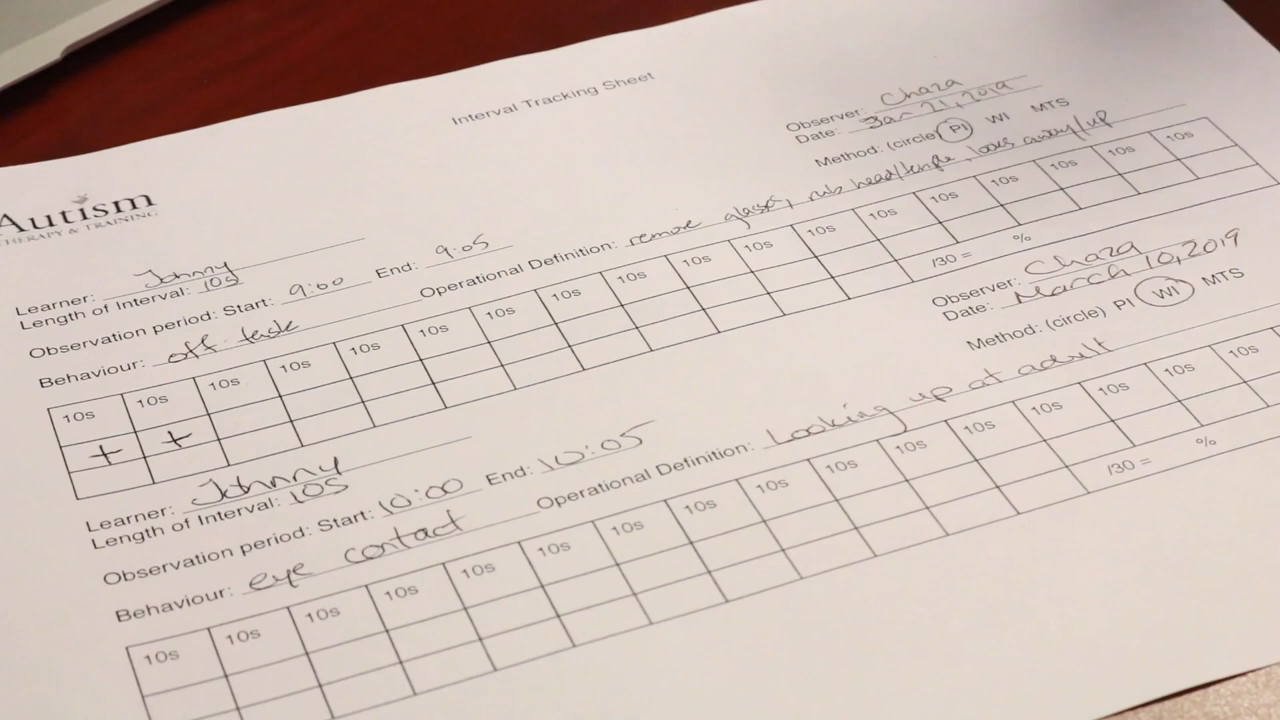 Interval Tracking Sheet
Autism
THERAPY & TRAINING
Observer: Chaza
Date: Jan 21, 2019
Method: (circle) PI WI MTS
Learner: Johnny
Length of Interval: 10s
Observation period: Start: 9:00 End: 9:05
Behaviour: off task Operational Definition: remove glasses, rub head/temple, looks away/up
10s 10s 10s 10s 10s 10s 10s 10s 10s 10s 10s 10s 10s 10s 10s 10s 10s
+ +
/30 = %
Observer: Chaza
Date: March 10, 2019
Method: (circle) PI WI MTS
Learner: Johnny
Length of Interval: 10s
Observation period: Start: 10:00 End: 10:05
Behaviour: eye contact Operational Definition: Looking up at adult
10s 10s 10s 10s 10s 10s 10s 10s 10s 10s 10s 10s 10s 10s 10s 10s
/30 = %